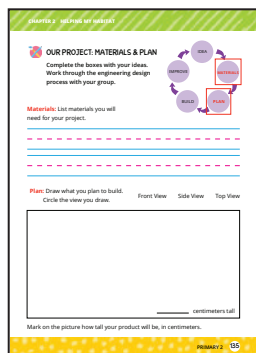 CHAPTER 2 HELPING MY HABITAT
OUR PROJECT: MATERIALS & PLAN
Complete the boxes with your ideas.
Work through the engineering design
process with your group.
IDEA
MATERIALS
PLAN
BUILD
IMPROVE
Materials: List materials you will
need for your project.
Plan: Draw what you plan to build.
Circle the view you draw.
Front View Side View Top View
centimeters tall
Mark on the picture how tall your product will be, in centimeters.
PRIMARY 2 135